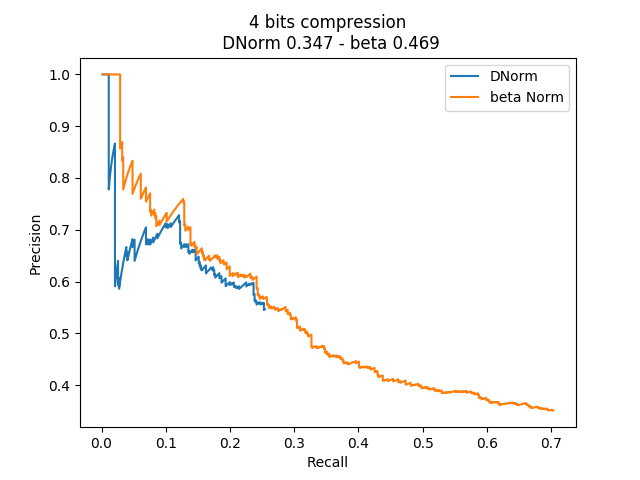 4 bits compression
DNorm 0.347 - beta 0.469
DNorm
beta Norm
1.0
0.9
0.8
0.7
0.6
0.5
0.4
Precision
0.0 0.1 0.2 0.3 0.4 0.5 0.6 0.7
Recall